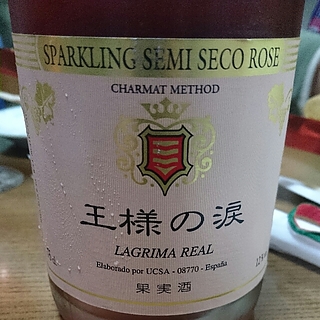 SPARKLING SEMI SECO ROSE
CHARMAT METHOD
王様の涙
LAGRIMA REAL
Elaborado por UCSA - 08770 - España
果実酒